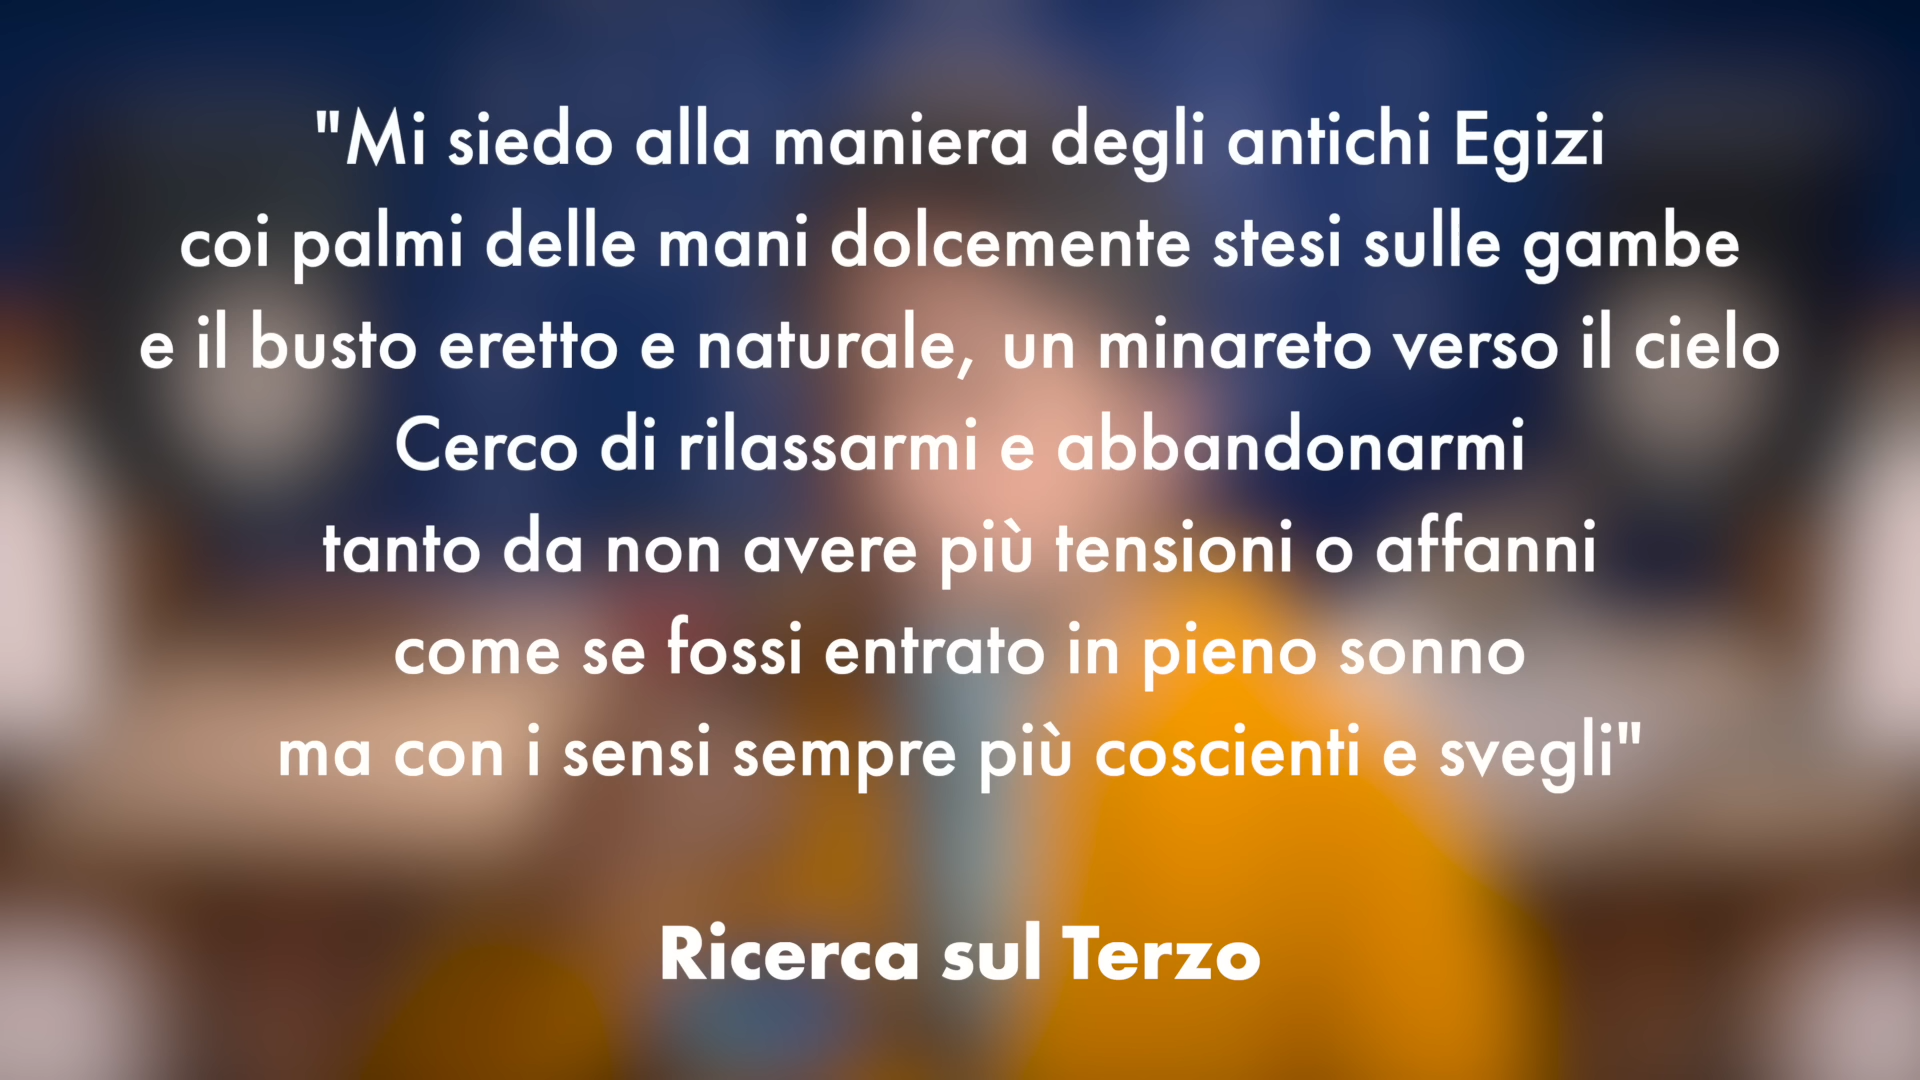 "Mi siedo alla maniera degli antichi Egizi
coi palmi delle mani dolcemente stesi sulle gambe
e il busto eretto e naturale, un minareto verso il cielo
Cerco di rilassarmi e abbandonarmi
tanto da non avere più tensioni o affanni
come se fossi entrato in pieno sonno
ma con i sensi sempre più coscienti e svegli"
Ricerca sul Terzo